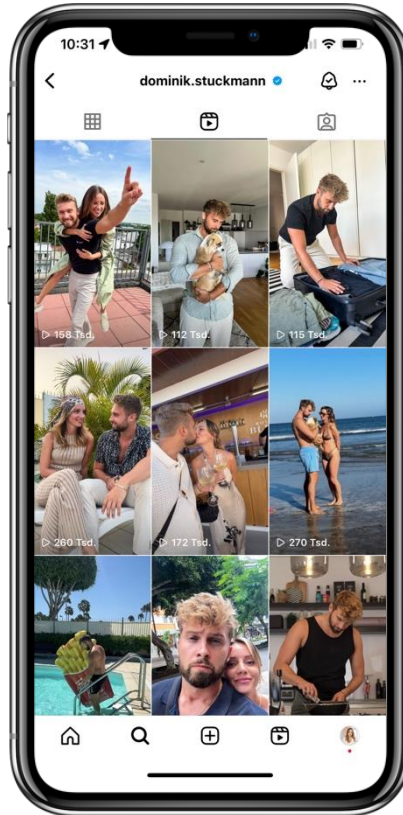 10:31
dominik.stuckmann
158 Tsd.
112 Tsd.
115 Tsd.
260 Tsd.
172 Tsd.
270 Tsd.